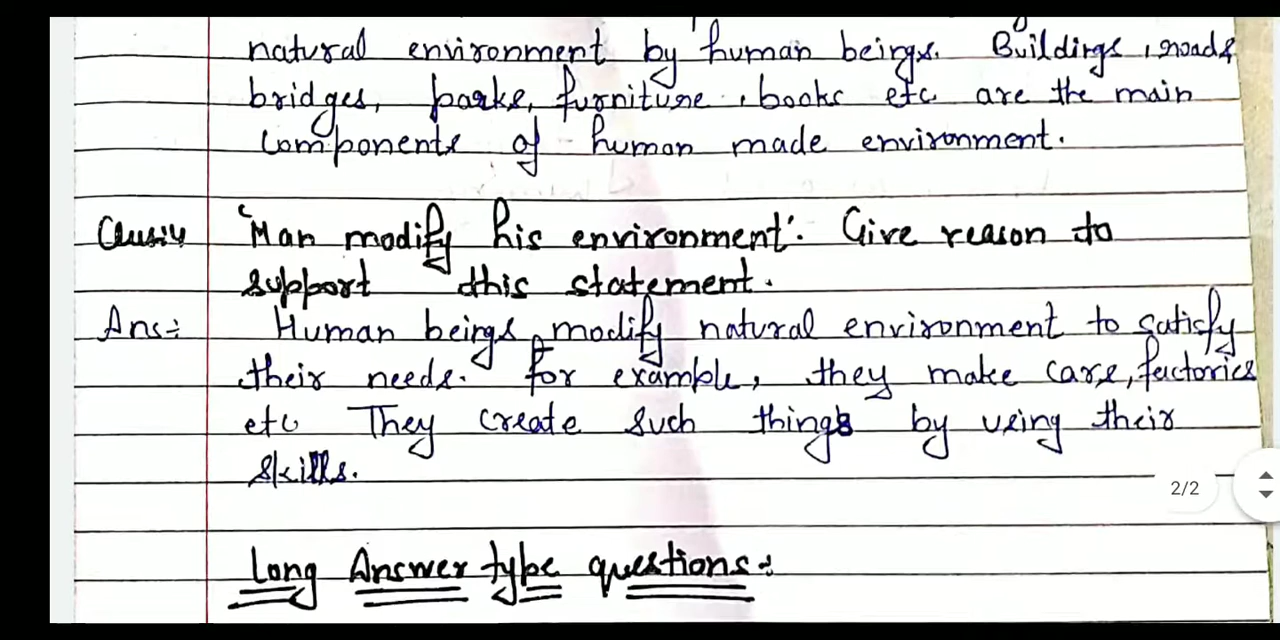 natural environment by human beings. Buildings, roads
bridges, parks, furniture, books etc are the main
components of human made environment.
'Man modify his environment'. Give reason to
support this statement.
Ans:- Human beings modify natural environment to satisfy
their needs. For example, they make cars, factories
etc They create such things by using their
skills.
2/2
Long Answer type questions:-